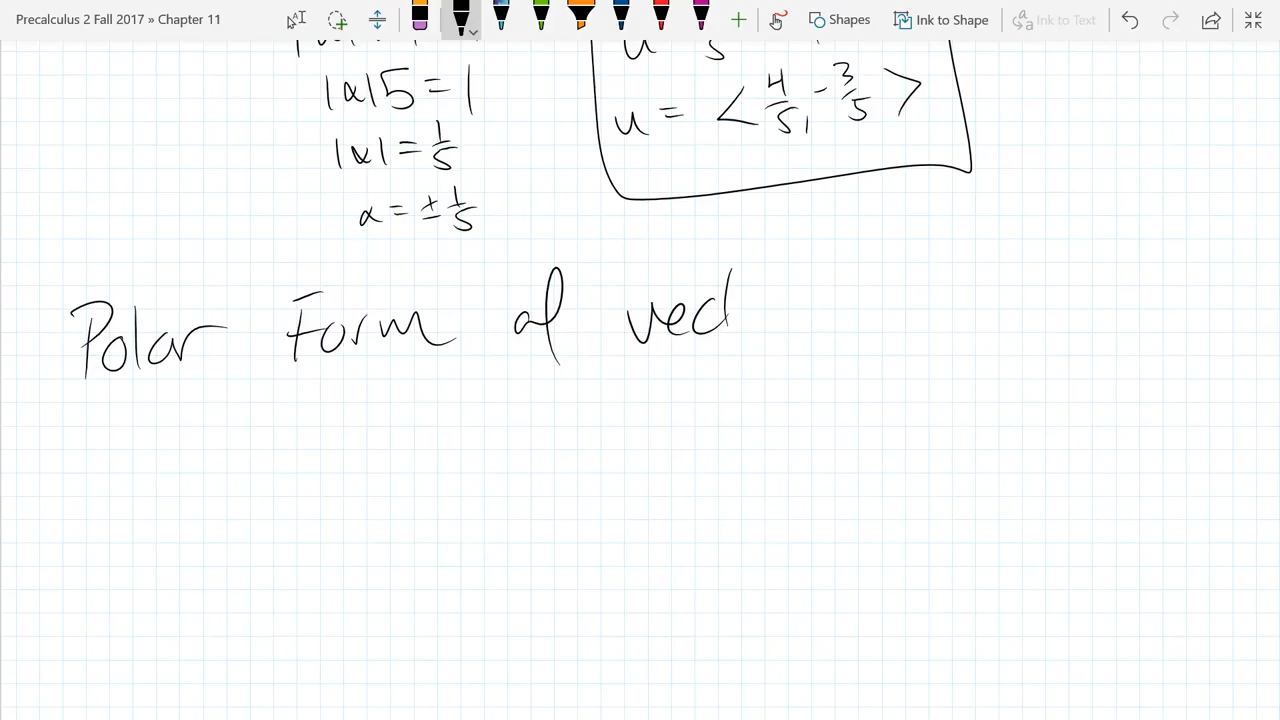 Precalculus 2 Fall 2017 » Chapter 11
Shapes
Ink to Shape
Ink to Text
|α|5 = 1
|α| = 1/5
α = ± 1/5
u = < 4/5, -3/5 >
Polar Form of vec